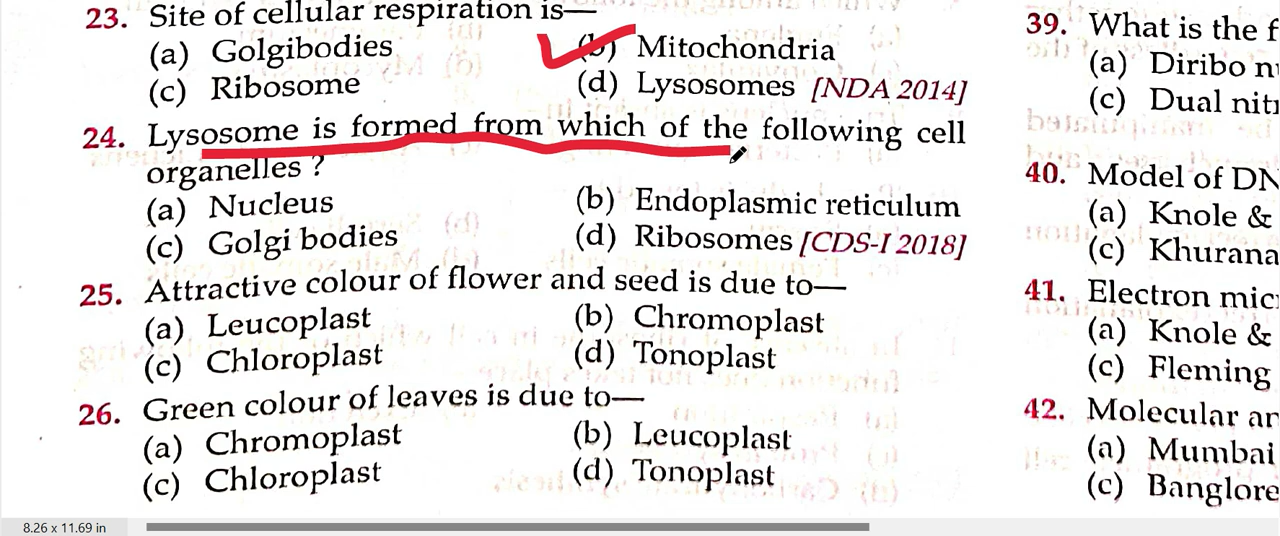 23. Site of cellular respiration is—
(a) Golgibodies (b) Mitochondria
(c) Ribosome (d) Lysosomes [NDA 2014]
24. Lysosome is formed from which of the following cell
organelles ?
(a) Nucleus (b) Endoplasmic reticulum
(c) Golgi bodies (d) Ribosomes [CDS-I 2018]
25. Attractive colour of flower and seed is due to—
(a) Leucoplast (b) Chromoplast
(c) Chloroplast (d) Tonoplast
26. Green colour of leaves is due to—
(a) Chromoplast (b) Leucoplast
(c) Chloroplast (d) Tonoplast
39. What is the f
(a) Diribo n
(c) Dual nit
40. Model of DN
(a) Knole &
(c) Khurana
41. Electron mic
(a) Knole &
(c) Fleming
42. Molecular an
(a) Mumbai
(c) Banglore
8.26 x 11.69 in